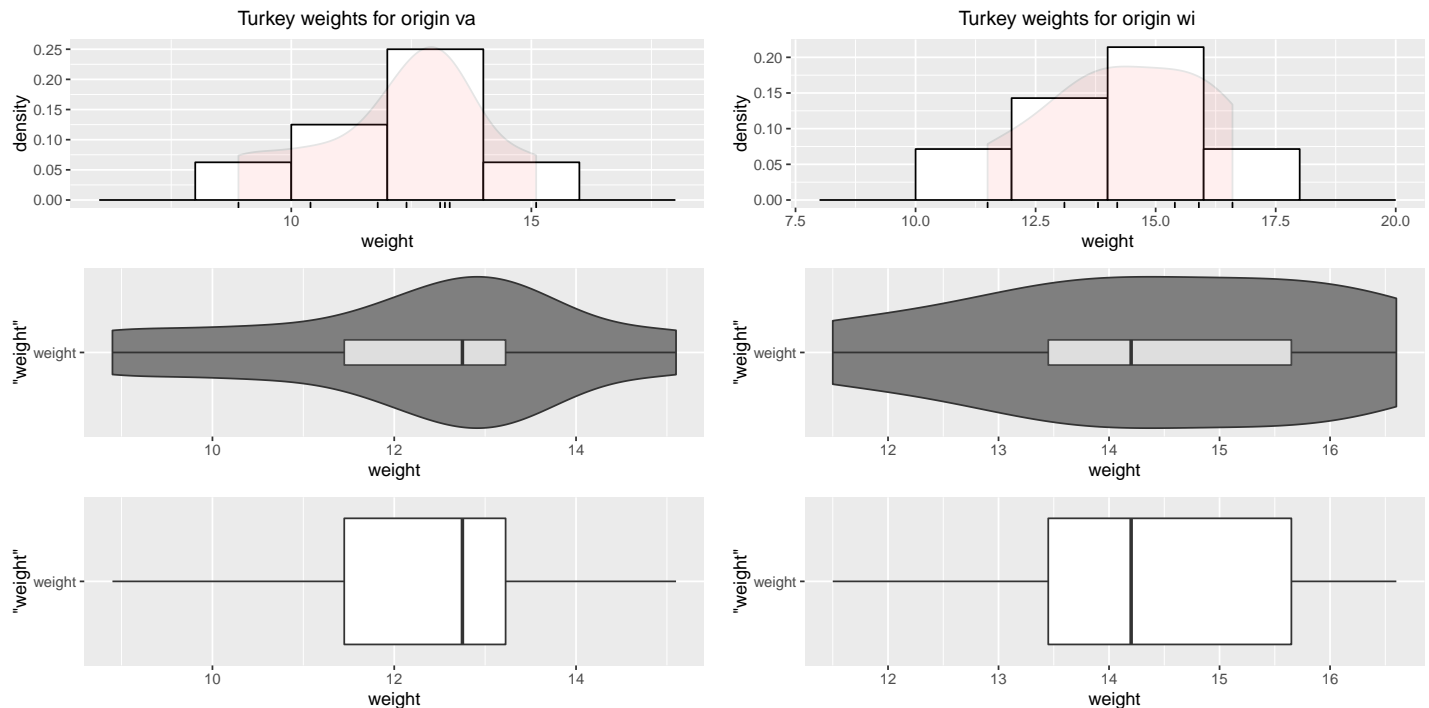 Turkey weights for origin va
0.25
0.20
0.15
0.10
0.05
0.00
density
10 15
weight
Turkey weights for origin wi
0.20
0.15
0.10
0.05
0.00
density
7.5 10.0 12.5 15.0 17.5 20.0
weight
"weight"
weight
10 12 14
weight
"weight"
weight
12 13 14 15 16
weight
"weight"
weight
10 12 14
weight
"weight"
weight
12 13 14 15 16
weight